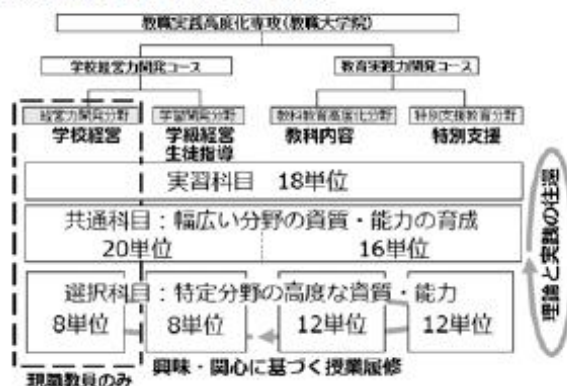 教職実践高度化専攻(教職大学院)
学校経営力開発コース
教育実践力開発コース
経営力開発分野
学習開発分野
教科教育高度化分野
特別支援教育分野
学校経営
学級経営
生徒指導
教科内容
特別支援
実習科目 18単位
共通科目:幅広い分野の資質・能力の育成
20単位
16単位
選択科目:特定分野の高度な資質・能力
8単位
8単位
12単位
12単位
現職教員のみ
興味・関心に基づく授業履修
理論と実践の往還